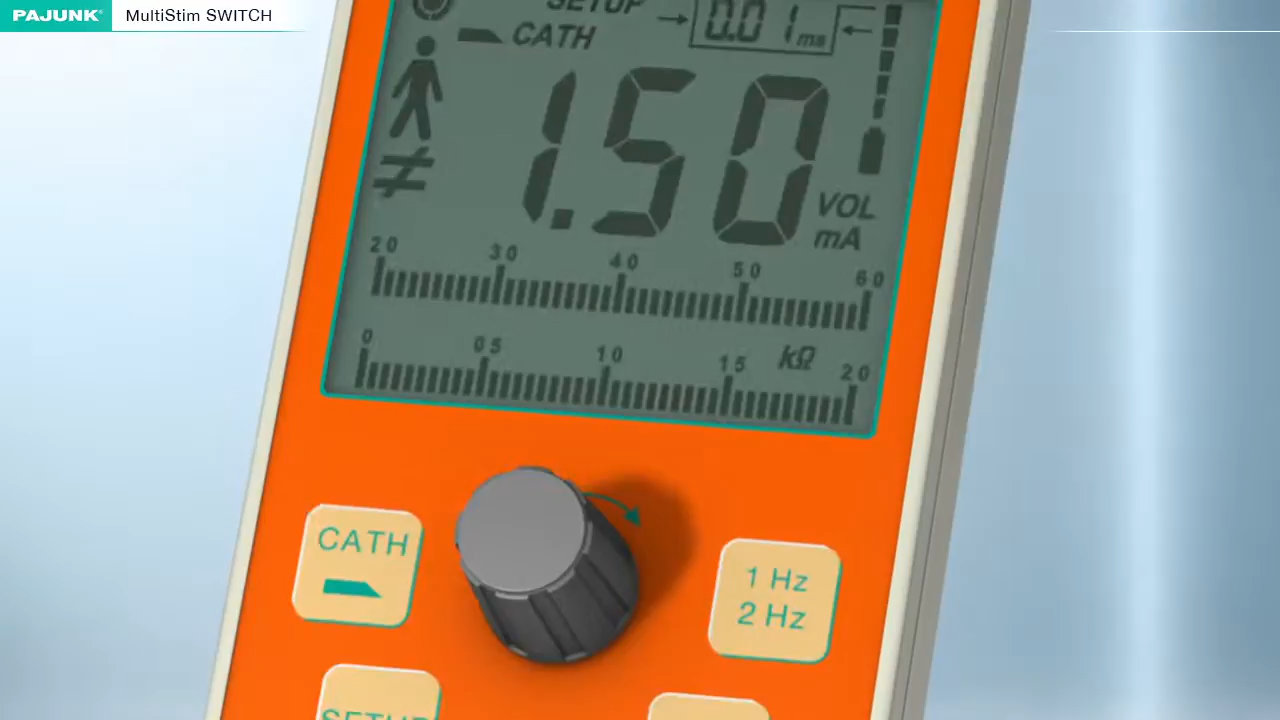 PAJUNK® MultiStim SWITCH
SETUP
0.01 ms
CATH
1.50
VOL
mA
20 30 40 50 60
kΩ
0 05 10 15 20
CATH
1 Hz
2 Hz
SETUP